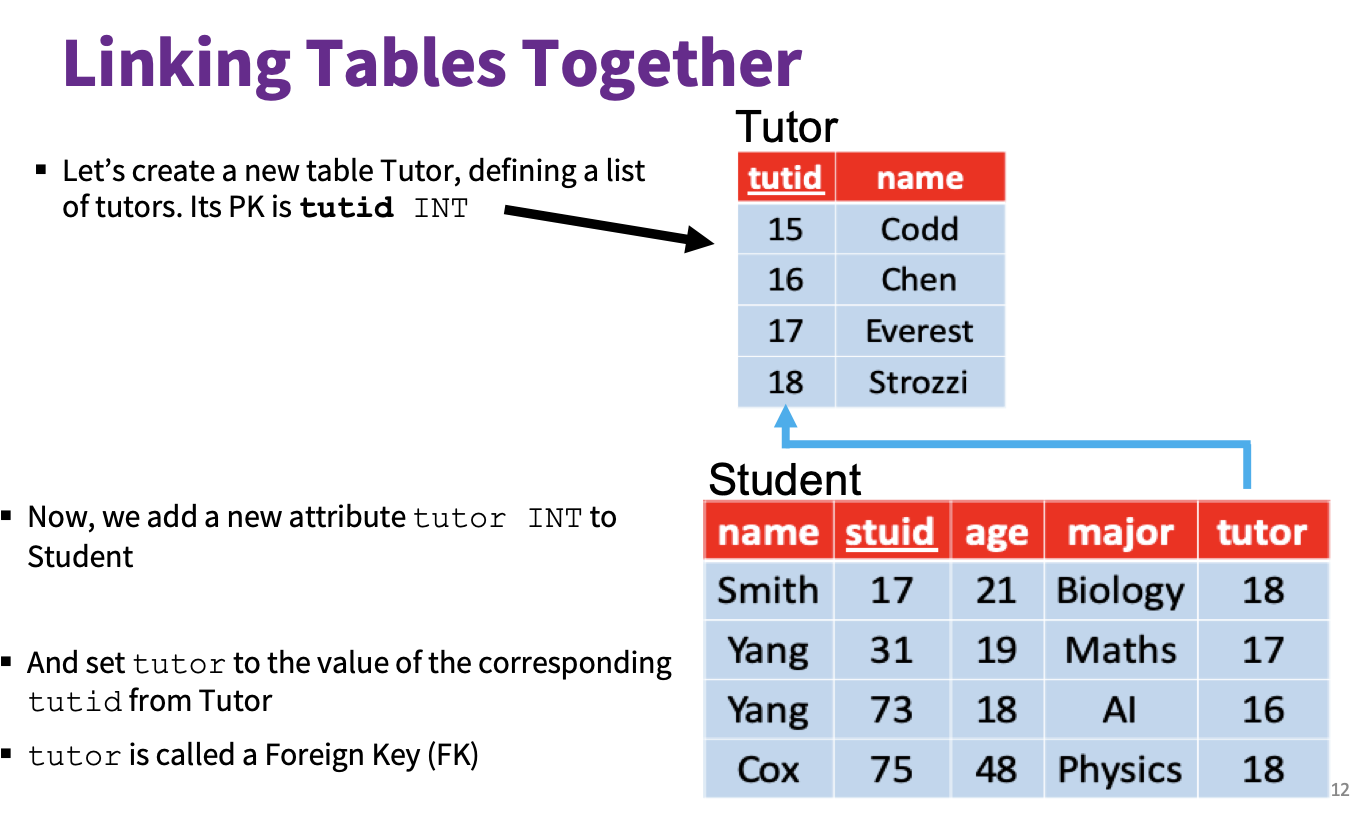 Linking Tables Together
▪ Let’s create a new table Tutor, defining a list
of tutors. Its PK is tutid INT
Tutor
tutid name
15 Codd
16 Chen
17 Everest
18 Strozzi
▪ Now, we add a new attribute tutor INT to
Student
▪ And set tutor to the value of the corresponding
tutid from Tutor
▪ tutor is called a Foreign Key (FK)
Student
name stuid age major tutor
Smith 17 21 Biology 18
Yang 31 19 Maths 17
Yang 73 18 AI 16
Cox 75 48 Physics 18
12